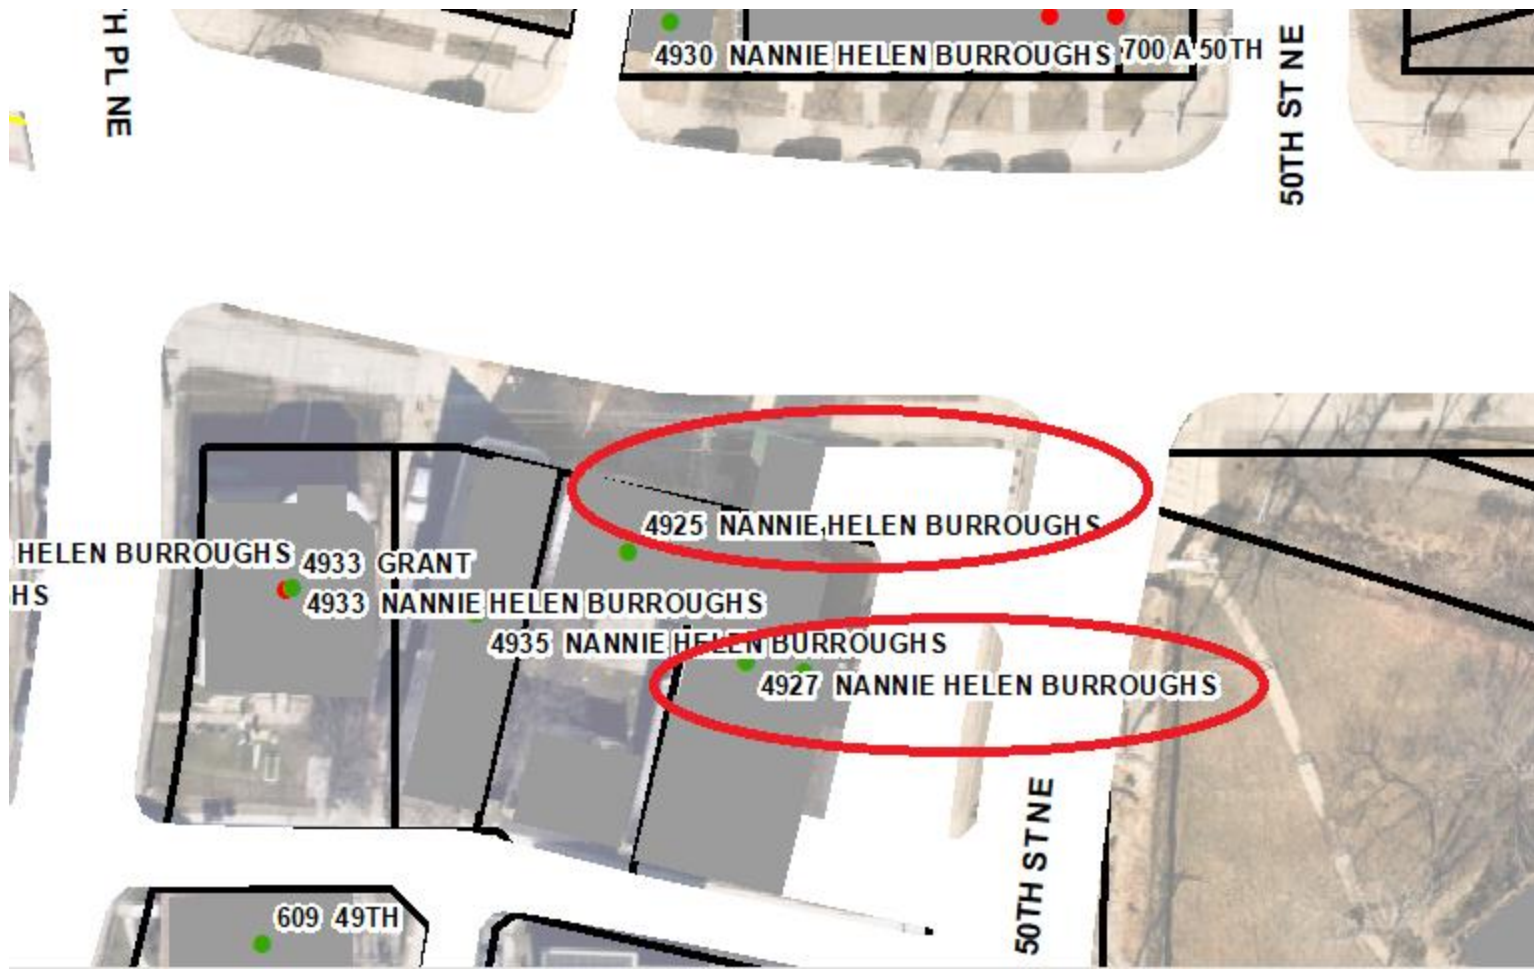 H PL NE
4930 NANNIE HELEN BURROUGHS
700 A 50TH
50TH ST NE
4925 NANNIE HELEN BURROUGHS
HELEN BURROUGHS
4933 GRANT
HS
4933 NANNIE HELEN BURROUGHS
4935 NANNIE HELEN BURROUGHS
4927 NANNIE HELEN BURROUGHS
50TH ST NE
609 49TH